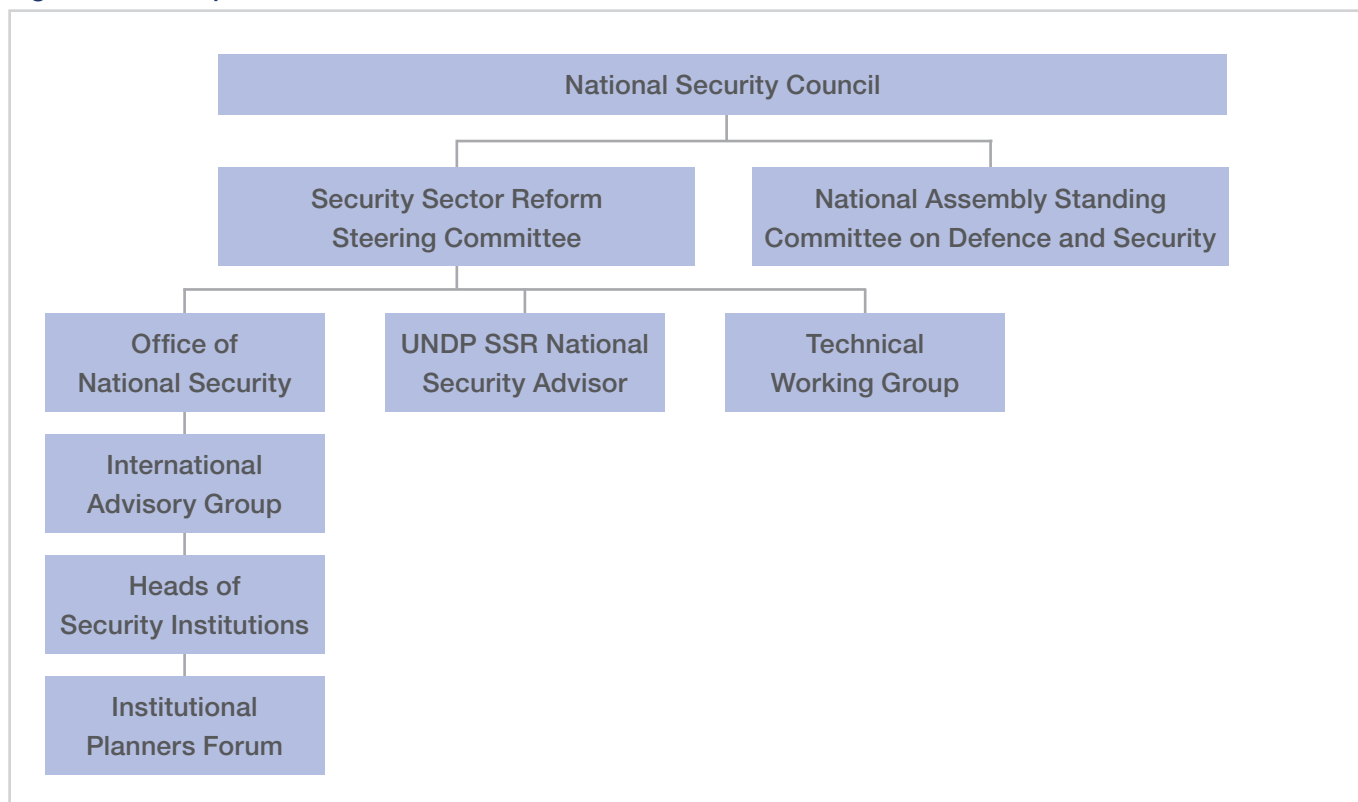 National Security Council
Security Sector Reform
Steering Committee
National Assembly Standing
Committee on Defence and Security
Office of
National Security
UNDP SSR National
Security Advisor
Technical
Working Group
International
Advisory Group
Heads of
Security Institutions
Institutional
Planners Forum